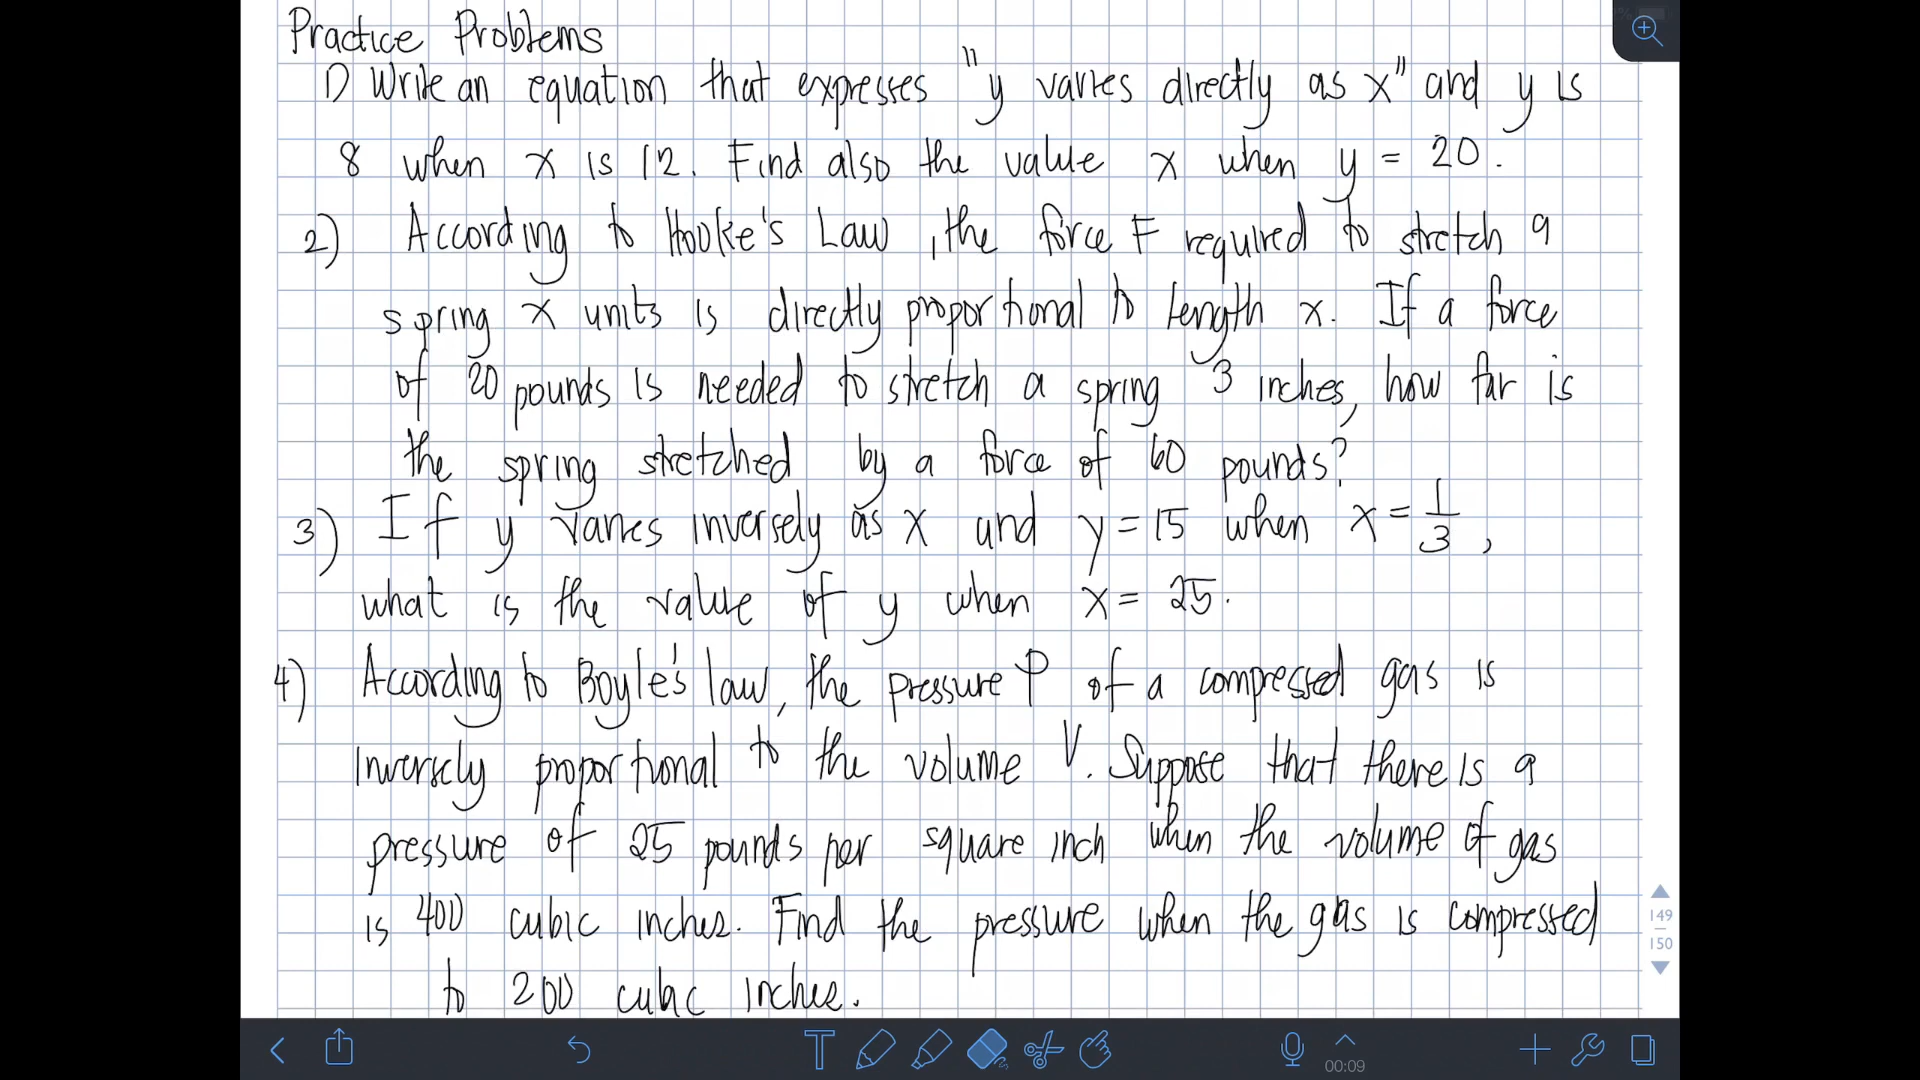 Practice Problems
1) Write an equation that expresses "y varies directly as x" and y is
8 when x is 12. Find also the value x when y = 20.
2) According to Hooke's Law, the force F required to stretch a
spring x units is directly proportional to length x. If a force
of 20 pounds is needed to stretch a spring 3 inches, how far is
the spring stretched by a force of 60 pounds?
3) If y varies inversely as x and y = 15 when x = 1/3,
what is the value of y when x = 25.
4) According to Boyle's law, the pressure P of a compressed gas is
inversely proportional to the volume V. Suppose that there is a
pressure of 25 pounds per square inch when the volume of gas
is 400 cubic inches. Find the pressure when the gas is compressed
to 200 cubic inches.
149
150
T
00:09